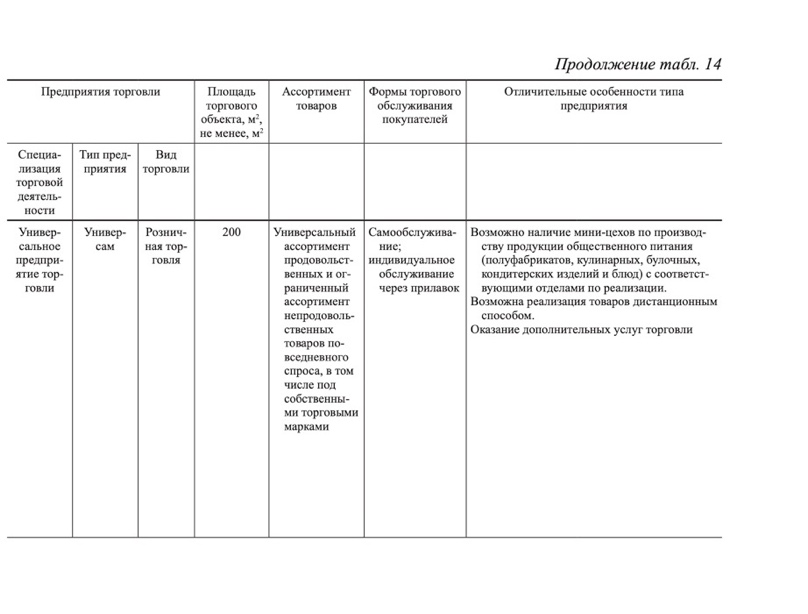 Продолжение табл. 14
Предприятия торговли
Площадь
торгового
объекта, м²,
не менее, м²
Ассортимент
товаров
Формы торгового
обслуживания
покупателей
Отличительные особенности типа
предприятия
Специа-
лизация
торговой
деятель-
ности
Тип пред-
приятия
Вид
торговли
Универ-
сальное
предпри-
ятие тор-
говли
Универ-
сам
Рознич-
ная тор-
говля
200
Универсальный
ассортимент
продовольст-
венных и ог-
раниченный
ассортимент
непродоволь-
ственных
товаров по-
вседневного
спроса, в том
числе под
собственны-
ми торговыми
марками
Самообслужива-
ние;
индивидуальное
обслуживание
через прилавок
Возможно наличие мини-цехов по производ-
ству продукции общественного питания
(полуфабрикатов, кулинарных, булочных,
кондитерских изделий и блюд) с соответст-
вующими отделами по реализации.
Возможна реализация товаров дистанционным
способом.
Оказание дополнительных услуг торговли